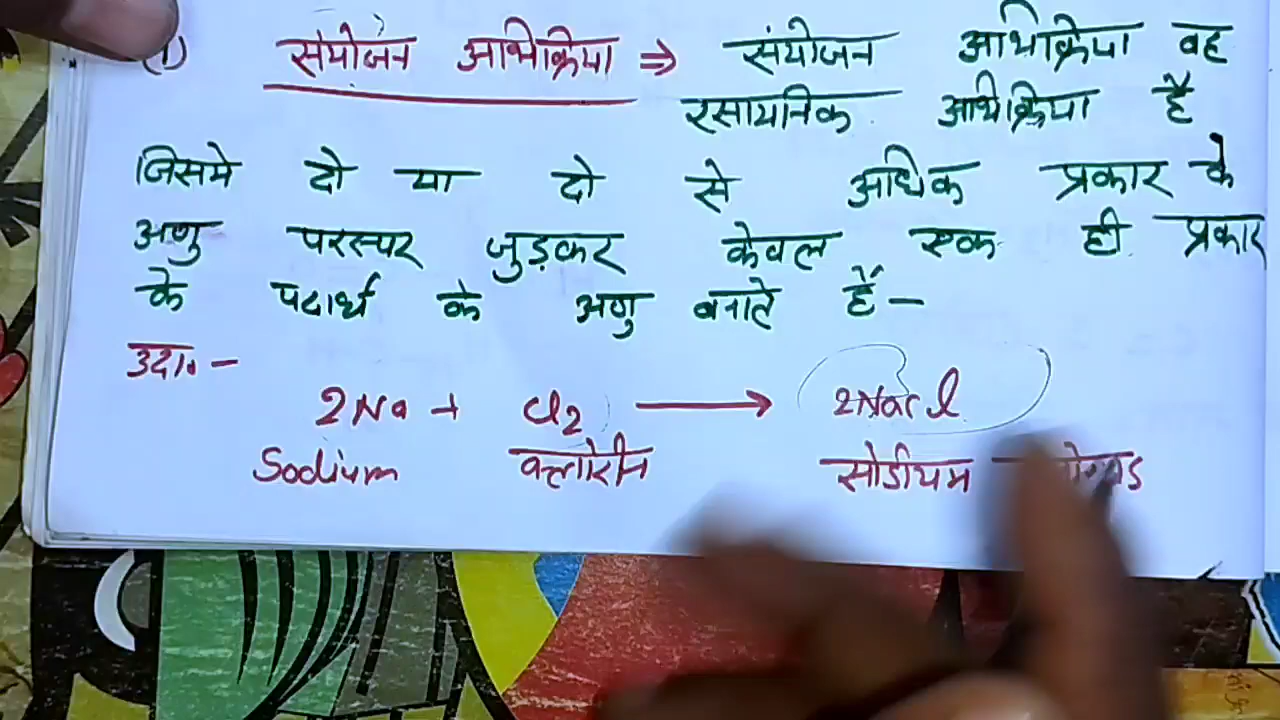 (1) संयोजन अभिक्रिया ⇒ संयोजन अभिक्रिया वह
रसायनिक अभिक्रिया है
जिसमे दो या दो से अधिक प्रकार के
अणु परस्पर जुड़कर केवल एक ही प्रकार
के पदार्थ के अणु बनाते हैं –
उदा० –
2Na + Cl2 ⟶ 2NaCl
Sodium क्लोरीन सोडीयम